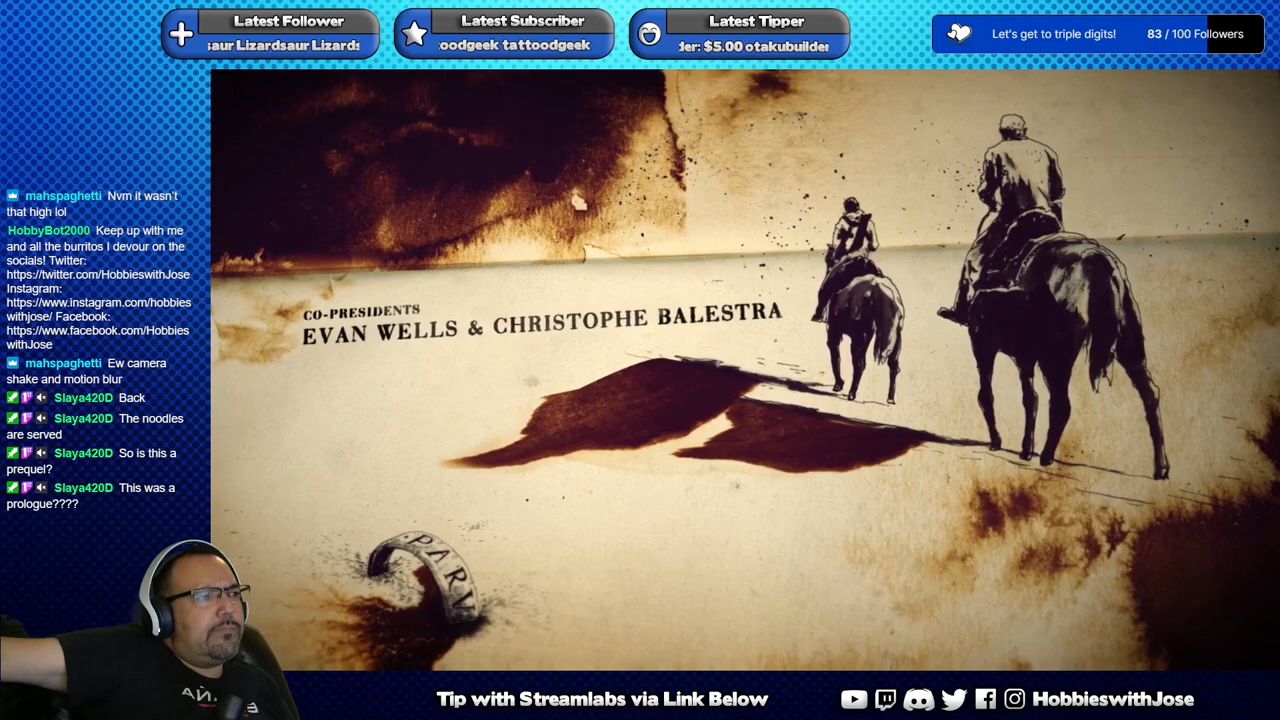 Latest Follower
saur Lizardsaur Lizards
Latest Subscriber
oodgeek tattoodgeek
Latest Tipper
der: $5.00 otakubuilder
Let's get to triple digits!
83 / 100 Followers
mahspaghetti Nvm it wasn't
that high lol
HobbyBot2000 Keep up with me
and all the burritos I devour on the
socials! Twitter:
https://twitter.com/HobbieswithJose
Instagram:
https://www.instagram.com/hobbies
withjose/ Facebook:
https://www.facebook.com/Hobbies
withJose
mahspaghetti Ew camera
shake and motion blur
Slaya420D Back
Slaya420D The noodles
are served
Slaya420D So is this a
prequel?
Slaya420D This was a
prologue????
CO-PRESIDENTS
EVAN WELLS & CHRISTOPHE BALESTRA
PARV
Tip with Streamlabs via Link Below
HobbieswithJose